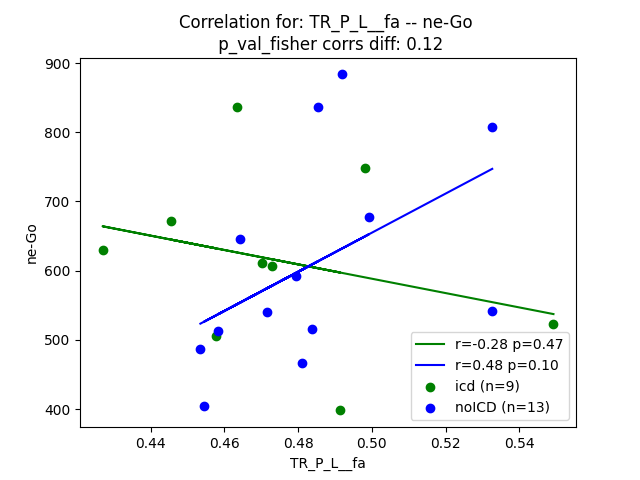 Correlation for: TR_P_L__fa -- ne-Go
p_val_fisher corrs diff: 0.12
900
800
700
600
500
400
ne-Go
0.44 0.46 0.48 0.50 0.52 0.54
TR_P_L__fa
r=-0.28 p=0.47
r=0.48 p=0.10
icd (n=9)
noICD (n=13)